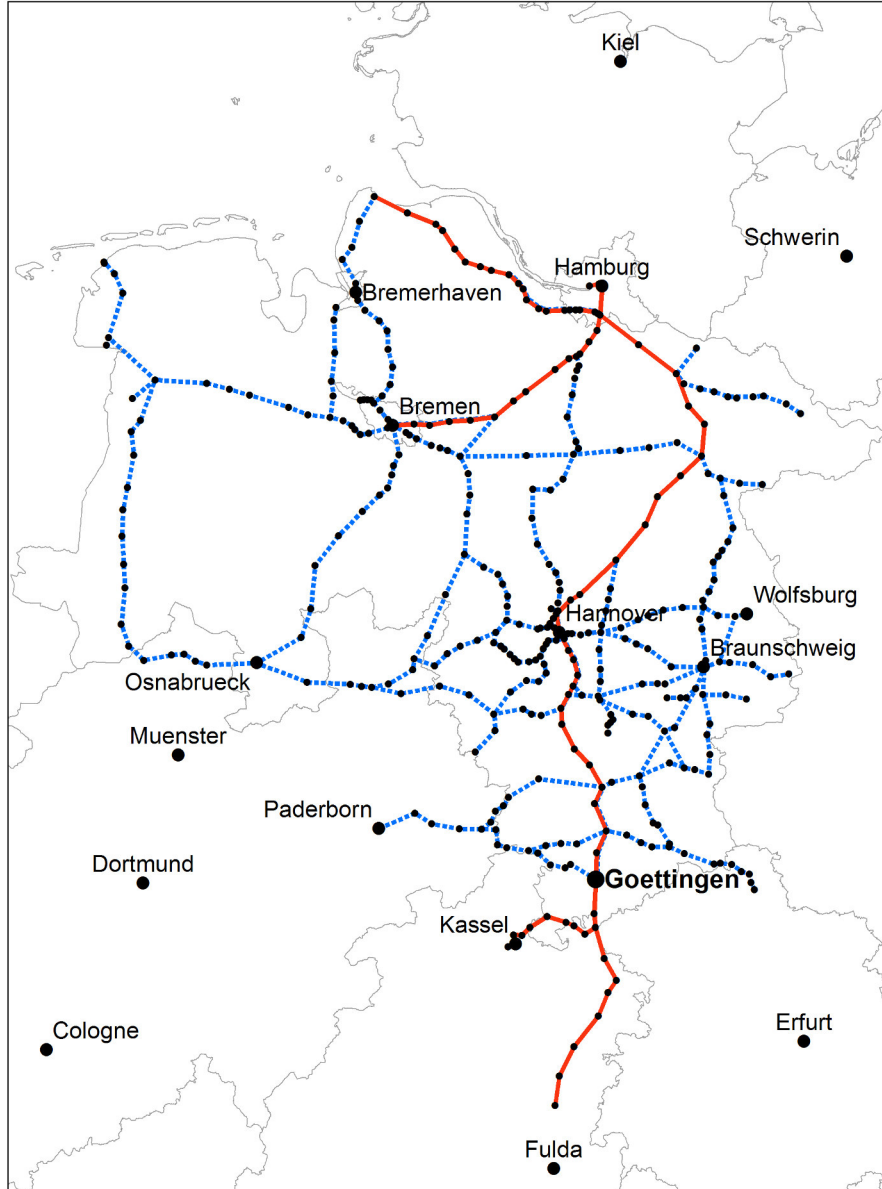 Kiel
Schwerin
Hamburg
Bremerhaven
Bremen
Wolfsburg
Hannover
Braunschweig
Osnabrueck
Muenster
Paderborn
Dortmund
Goettingen
Kassel
Cologne
Erfurt
Fulda